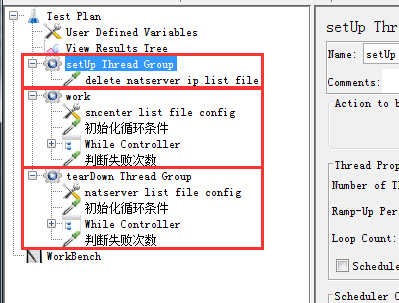 Test Plan
User Defined Variables
View Results Tree
setUp Thread Group
delete natserver ip list file
work
sncenter list file config
初始化循环条件
While Controller
判断失败次数
tearDown Thread Group
natserver list file config
初始化循环条件
While Controller
判断失败次数
WorkBench
setUp Thread
Name: setUp
Comments:
Action to b
Thread Prop
Number of Th
Ramp-Up Per
Loop Count:
Schedule
Scheduler C